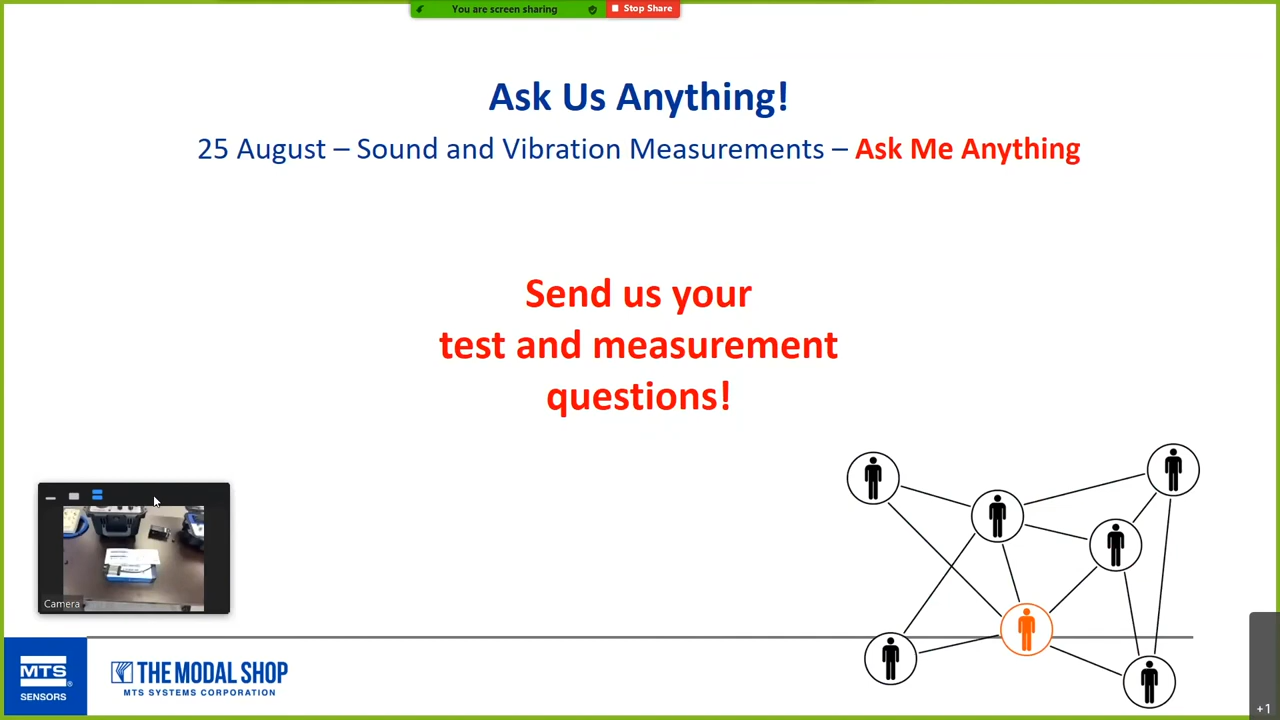 You are screen sharing
Stop Share
Ask Us Anything!
25 August – Sound and Vibration Measurements – Ask Me Anything
Send us your
test and measurement
questions!
Camera
MTS
®
SENSORS
THE MODAL SHOP
MTS SYSTEMS CORPORATION
+1